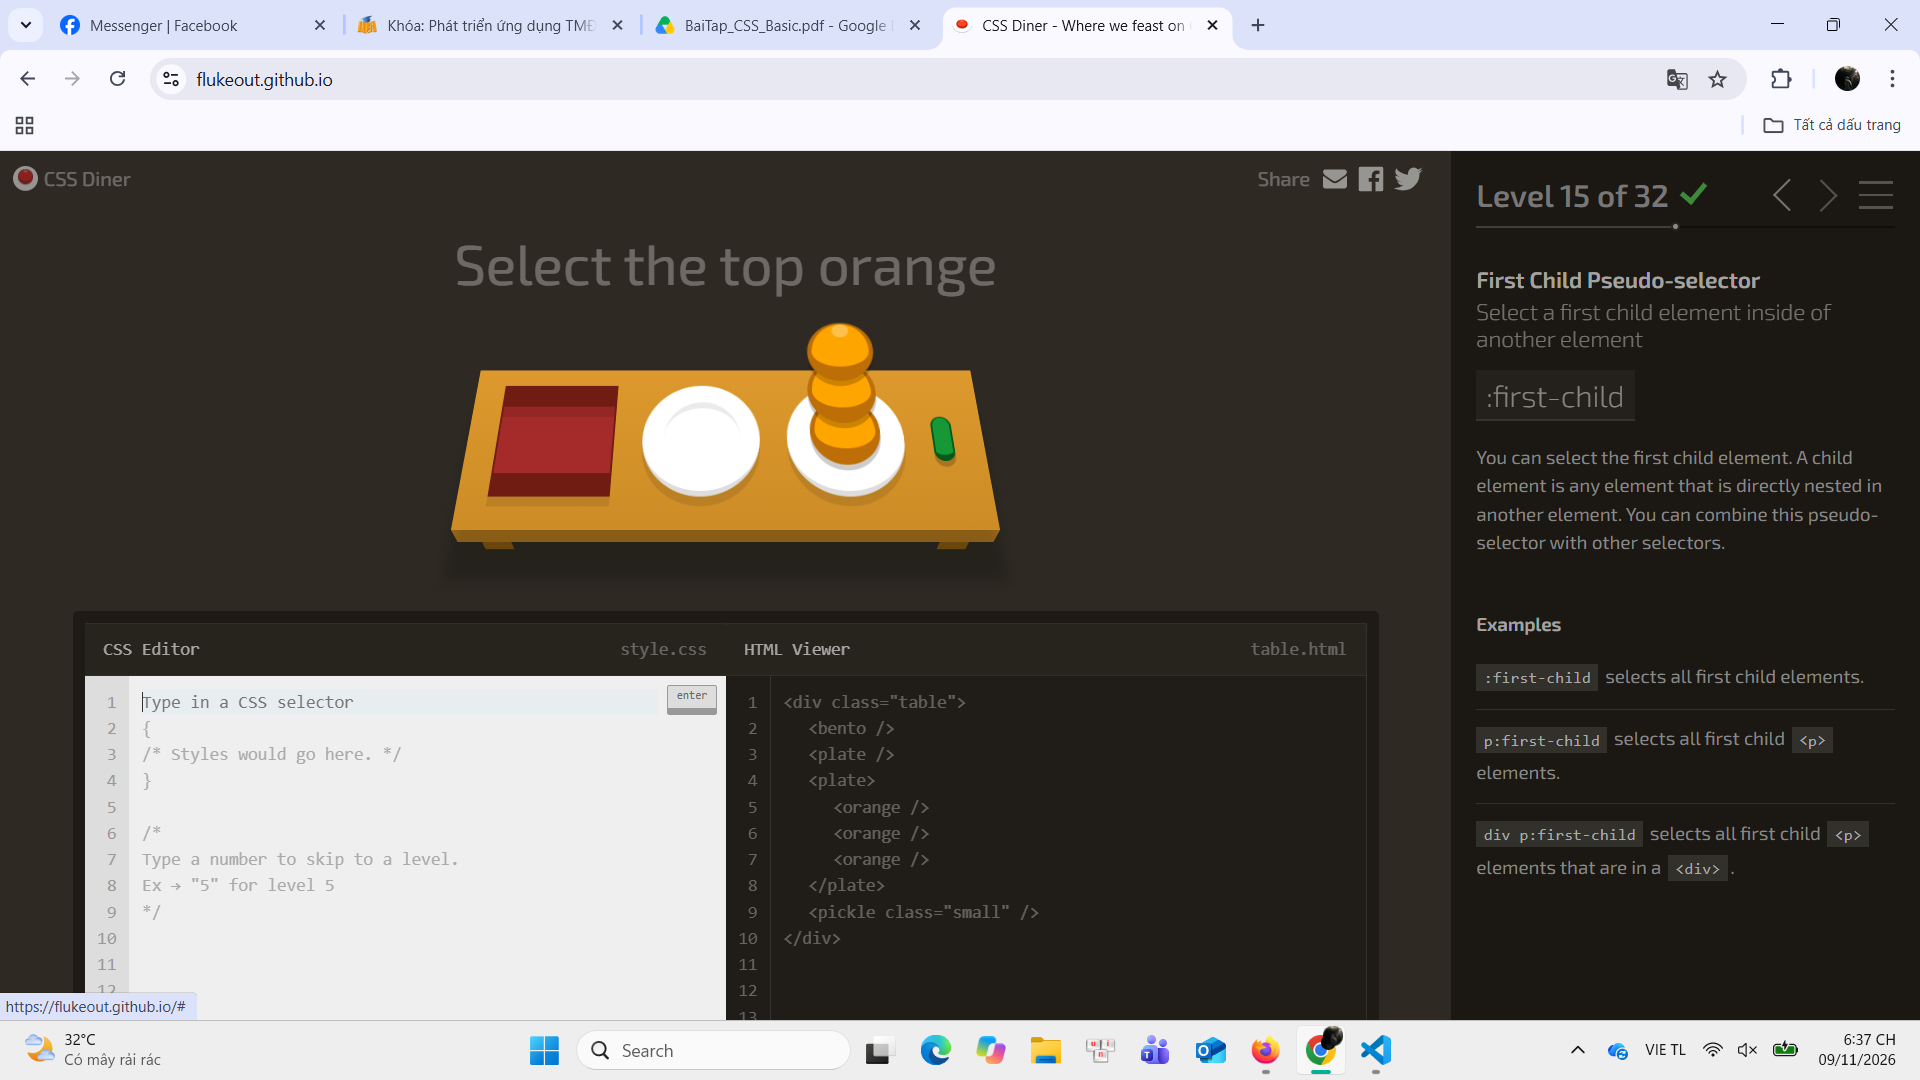 Messenger | Facebook
Khóa: Phát triển ứng dụng TMĐ
BaiTap_CSS_Basic.pdf - Google
CSS Diner - Where we feast on
flukeout.github.io
Tất cả dấu trang
CSS Diner
Share
Select the top orange
CSS Editor
style.css
1 Type in a CSS selector
enter
2 {
3 /* Styles would go here. */
4 }
5
6 /*
7 Type a number to skip to a level.
8 Ex → "5" for level 5
9 */
10
11
12
HTML Viewer
table.html
1 <div class="table">
2 <bento />
3 <plate />
4 <plate>
5 <orange />
6 <orange />
7 <orange />
8 </plate>
9 <pickle class="small" />
10 </div>
11
12
13
Level 15 of 32
First Child Pseudo-selector
Select a first child element inside of
another element
:first-child
You can select the first child element. A child
element is any element that is directly nested in
another element. You can combine this pseudo-
selector with other selectors.
Examples
:first-child selects all first child elements.
p:first-child selects all first child <p>
elements.
div p:first-child selects all first child <p>
elements that are in a <div> .
https://flukeout.github.io/#
32°C
Có mây rải rác
Search
VIE TL
6:37 CH
09/11/2026